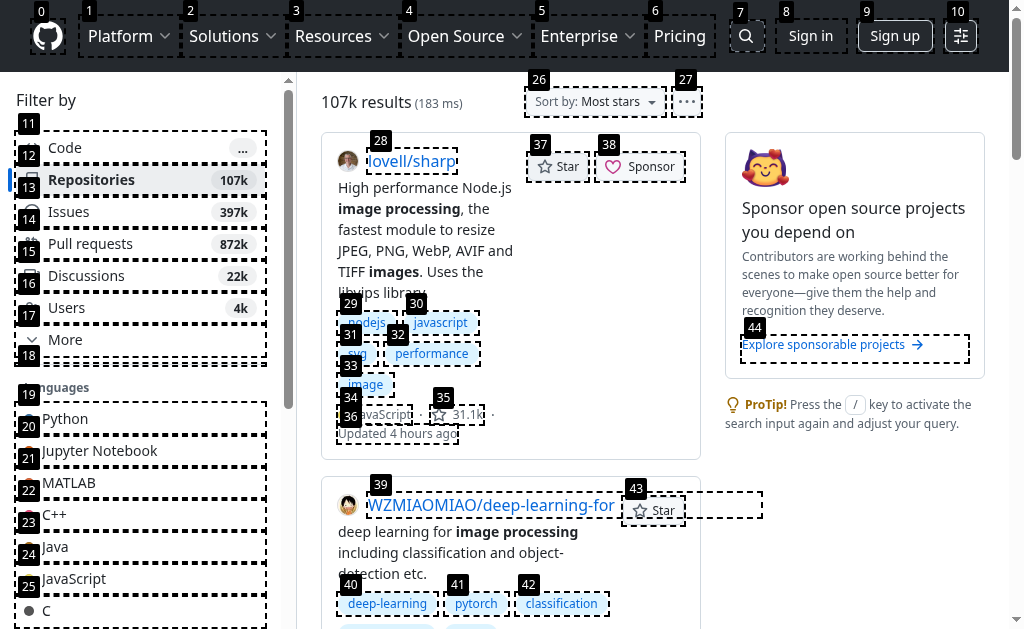 0 1 2 3 4 5 6 7 8 9 10
Platform Solutions Resources Open Source Enterprise Pricing Sign in Sign up
Filter by
11
Code ...
12
Repositories 107k
13
Issues 397k
14
Pull requests 872k
15
Discussions 22k
16
Users 4k
17
More
18
Languages
19
Python
20
Jupyter Notebook
21
MATLAB
22
C++
23
Java
24
JavaScript
25
C
107k results (183 ms)
26 27
Sort by: Most stars
28 37 38
lovell/sharp
Star Sponsor
High performance Node.js
image processing, the
fastest module to resize
JPEG, PNG, WebP, AVIF and
TIFF images. Uses the
libvips library.
29 30
nodejs javascript
31 32
svg performance
33
image
34 35
JavaScript · 31.1k ·
36
Updated 4 hours ago
39 43
WZMIAOMIAO/deep-learning-for
Star
deep learning for image processing
including classification and object-
detection etc.
40 41 42
deep-learning pytorch classification
Sponsor open source projects
you depend on
Contributors are working behind the
scenes to make open source better for
everyone—give them the help and
recognition they deserve.
44
Explore sponsorable projects →
ProTip! Press the / key to activate the
search input again and adjust your query.